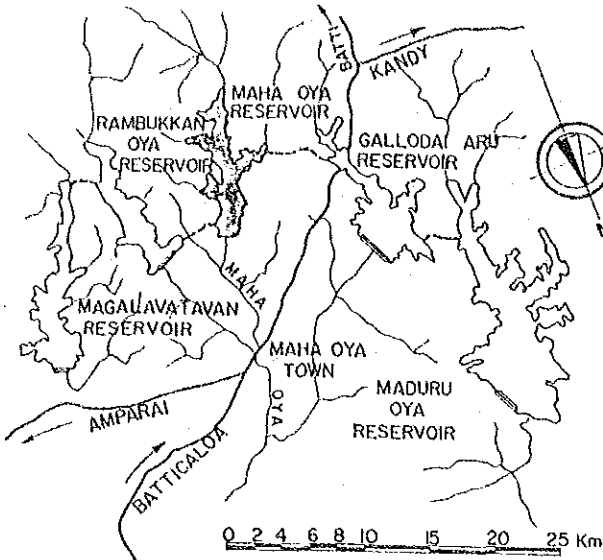 BATTI
KANDY
MAHA OYA
RESERVOIR
RAMBUKKAN
OYA
RESERVOIR
GALLODAI ARU
RESERVOIR
MAHA
MAGALAVATAVAN
RESERVOIR
MAHA OYA
TOWN
OYA
MADURU
OYA
RESERVOIR
AMPARAI
BATTICALOA
0 2 4 6 8 10 15 20 25 Km